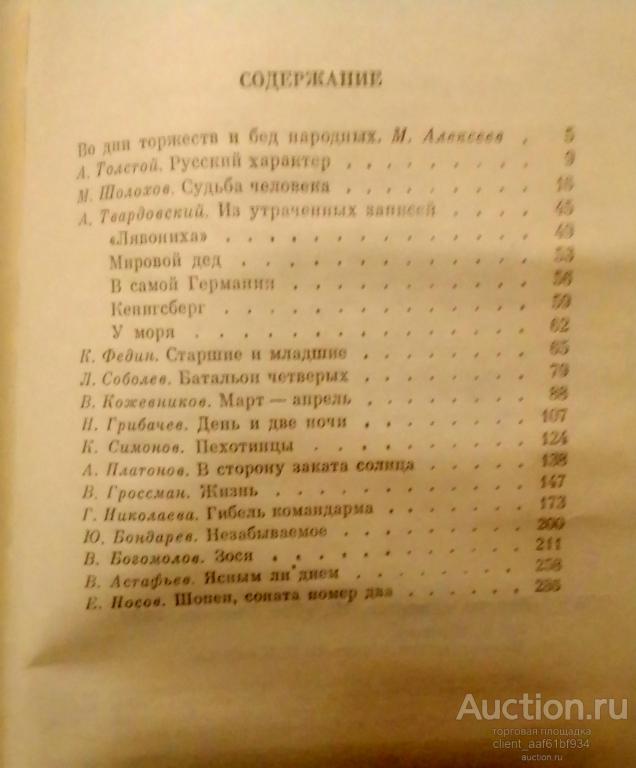 СОДЕРЖАНИЕ
Во дни торжеств и бед народных. М. Алексеев . 5
А. Толстой. Русский характер . . . . . . . . 9
М. Шолохов. Судьба человека . . . . . . . . 16
А. Твардовский. Из утраченных записей . . . . . 45
«Лявониха» . . . . . . . . . . . . 49
Мировой дед . . . . . . . . . . . 53
В самой Германии . . . . . . . . . 56
Кенигсберг . . . . . . . . . . . . 59
У моря . . . . . . . . . . . . . 62
К. Федин. Старшие и младшие . . . . . . . 65
Л. Соболев. Батальон четверых . . . . . . . 79
В. Кожевников. Март — апрель . . . . . . . 88
Н. Грибачев. День и две ночи . . . . . . . 107
К. Симонов. Пехотинцы . . . . . . . . . 124
А. Платонов. В сторону заката солнца . . . . . 138
В. Гроссман. Жизнь . . . . . . . . . . 147
Г. Николаева. Гибель командарма . . . . . . 173
Ю. Бондарев. Незабываемое . . . . . . . . 200
В. Богомолов. Зося . . . . . . . . . . 211
В. Астафьев. Ясным ли днем . . . . . . . 258
Е. Носов. Шопен, соната номер два . . . . . . 286
Auction.ru
торговая площадка
client_aaf61bf934
auction.ru